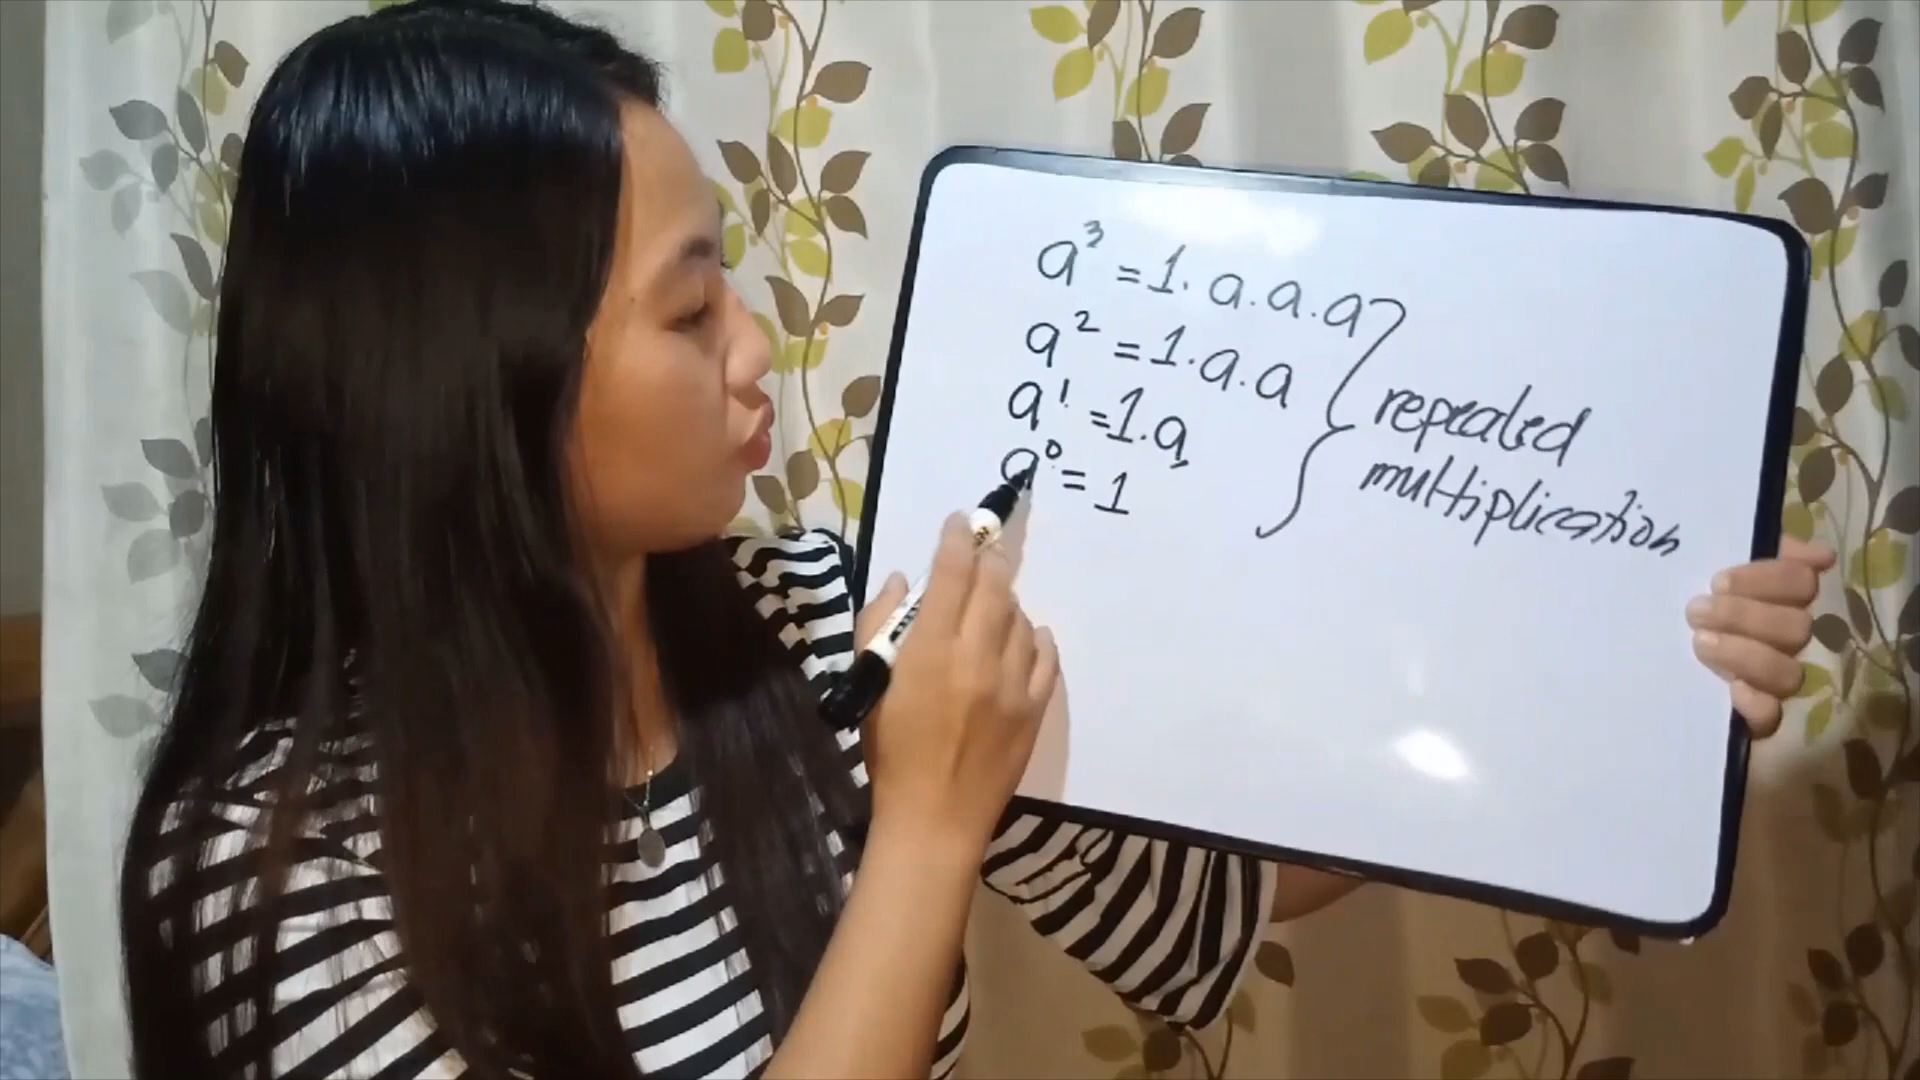 a³ = 1. a. a. a
a² = 1. a. a
a¹ = 1. a
a⁰ = 1
repeated
multiplication